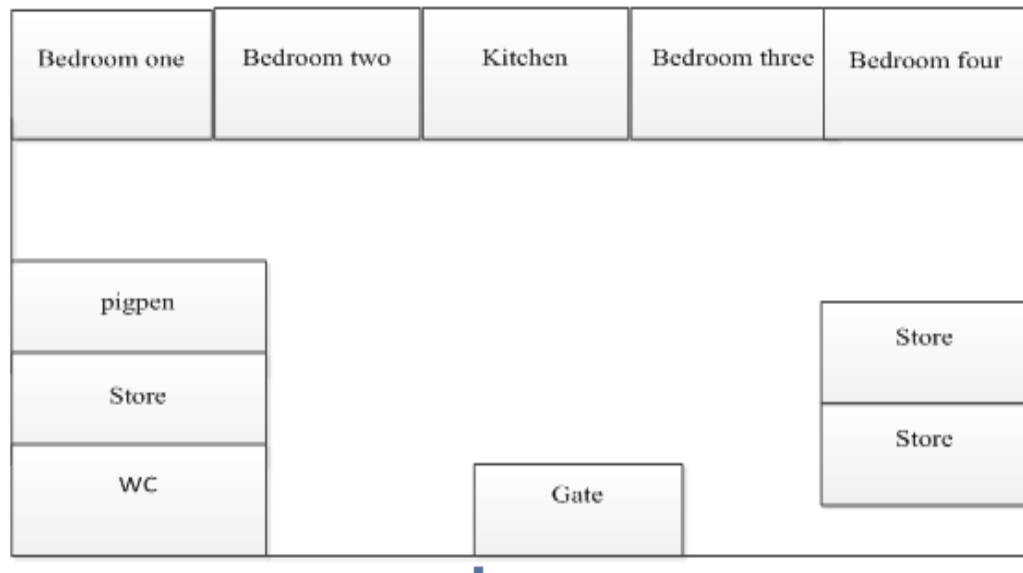 Bedroom one
Bedroom two
Kitchen
Bedroom three
Bedroom four
pigpen
Store
WC
Gate
Store
Store